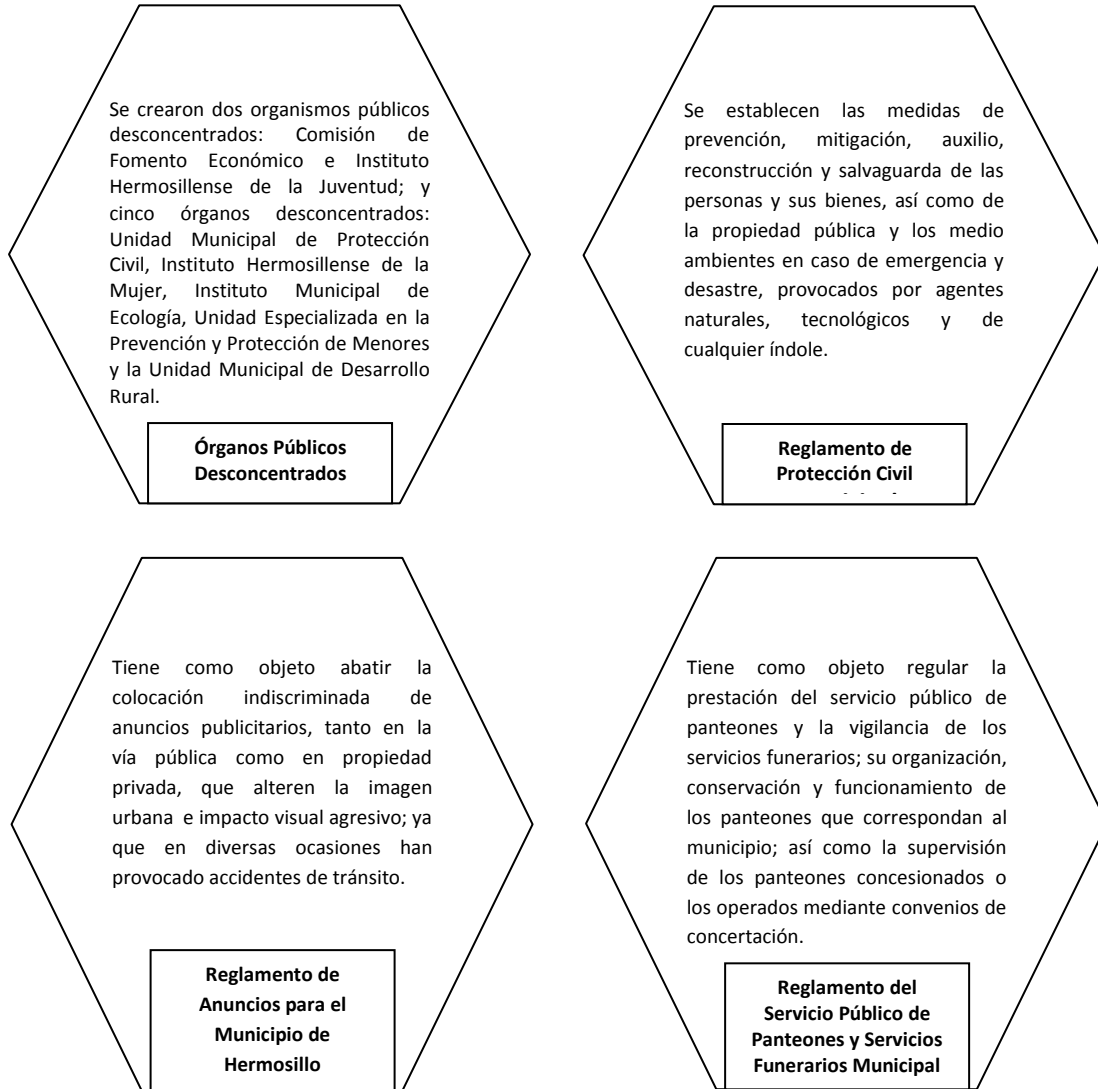 Se crearon dos organismos públicos
desconcentrados: Comisión de
Fomento Económico e Instituto
Hermosillense de la Juventud; y
cinco órganos desconcentrados:
Unidad Municipal de Protección
Civil, Instituto Hermosillense de la
Mujer, Instituto Municipal de
Ecología, Unidad Especializada en la
Prevención y Protección de Menores
y la Unidad Municipal de Desarrollo
Rural.
Órganos Públicos
Desconcentrados
Se establecen las medidas de
prevención, mitigación, auxilio,
reconstrucción y salvaguarda de las
personas y sus bienes, así como de
la propiedad pública y los medio
ambientes en caso de emergencia y
desastre, provocados por agentes
naturales, tecnológicos y de
cualquier índole.
Reglamento de
Protección Civil
Tiene como objeto abatir la
colocación indiscriminada de
anuncios publicitarios, tanto en la
vía pública como en propiedad
privada, que alteren la imagen
urbana e impacto visual agresivo; ya
que en diversas ocasiones han
provocado accidentes de tránsito.
Reglamento de
Anuncios para el
Municipio de
Hermosillo
Tiene como objeto regular la
prestación del servicio público de
panteones y la vigilancia de los
servicios funerarios; su organización,
conservación y funcionamiento de
los panteones que correspondan al
municipio; así como la supervisión
de los panteones concesionados o
los operados mediante convenios de
concertación.
Reglamento del
Servicio Público de
Panteones y Servicios
Funerarios Municipal